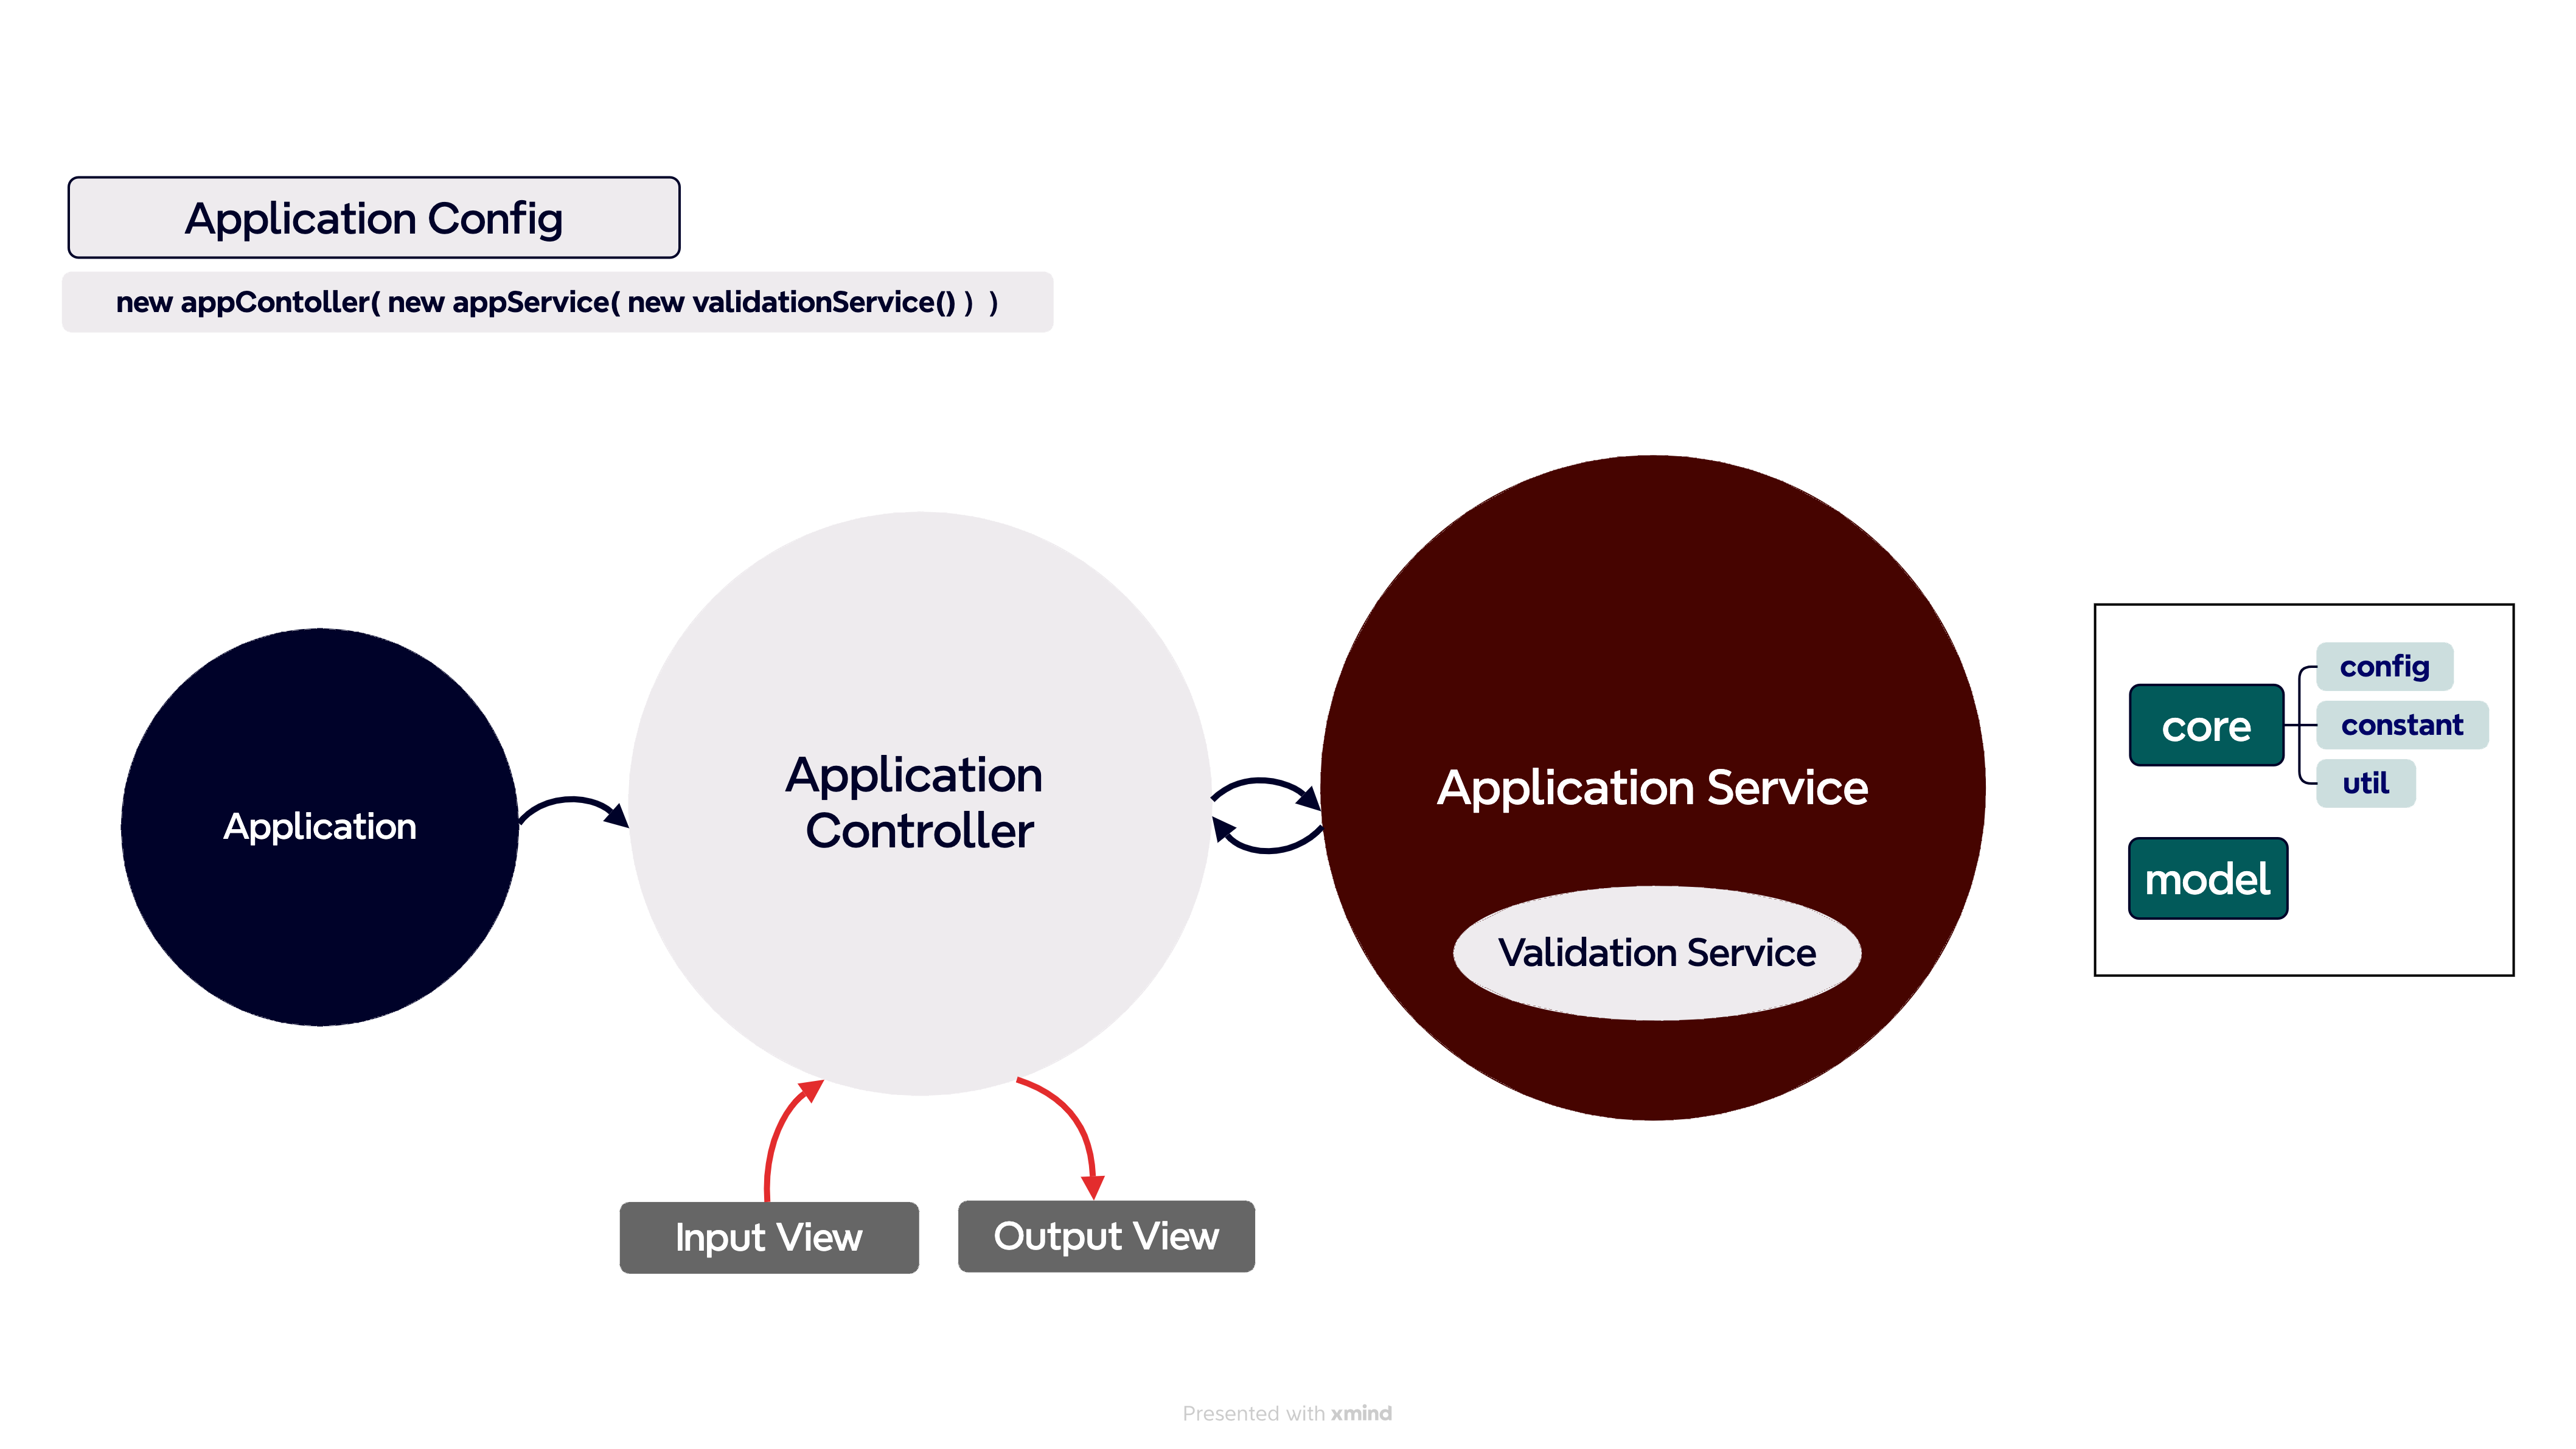 Application Config
new appContoller( new appService( new validationService() ) )
Application
Application
Controller
Application Service
Validation Service
Input View
Output View
core
config
constant
util
model
Presented with xmind